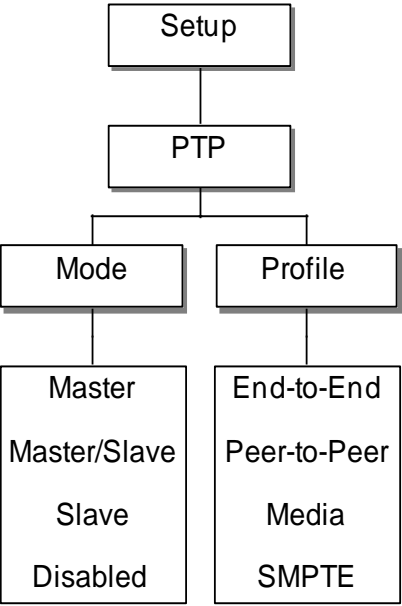 Setup
PTP
Mode
Profile
Master
Master/Slave
Slave
Disabled
End-to-End
Peer-to-Peer
Media
SMPTE